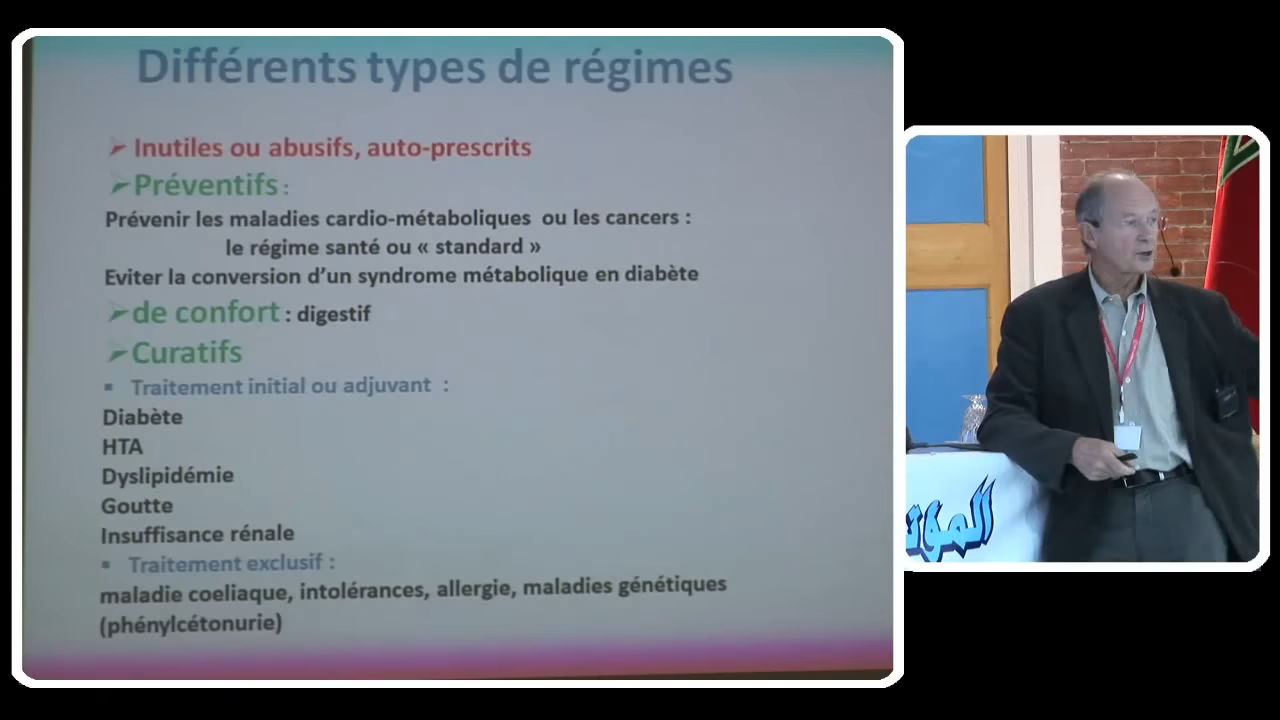 Différents types de régimes
➢ Inutiles ou abusifs, auto-prescrits
➢ Préventifs :
Prévenir les maladies cardio-métaboliques ou les cancers :
le régime santé ou « standard »
Eviter la conversion d’un syndrome métabolique en diabète
➢ de confort : digestif
➢ Curatifs
▪ Traitement initial ou adjuvant :
Diabète
HTA
Dyslipidémie
Goutte
Insuffisance rénale
▪ Traitement exclusif :
maladie coeliaque, intolérances, allergie, maladies génétiques
(phénylcétonurie)